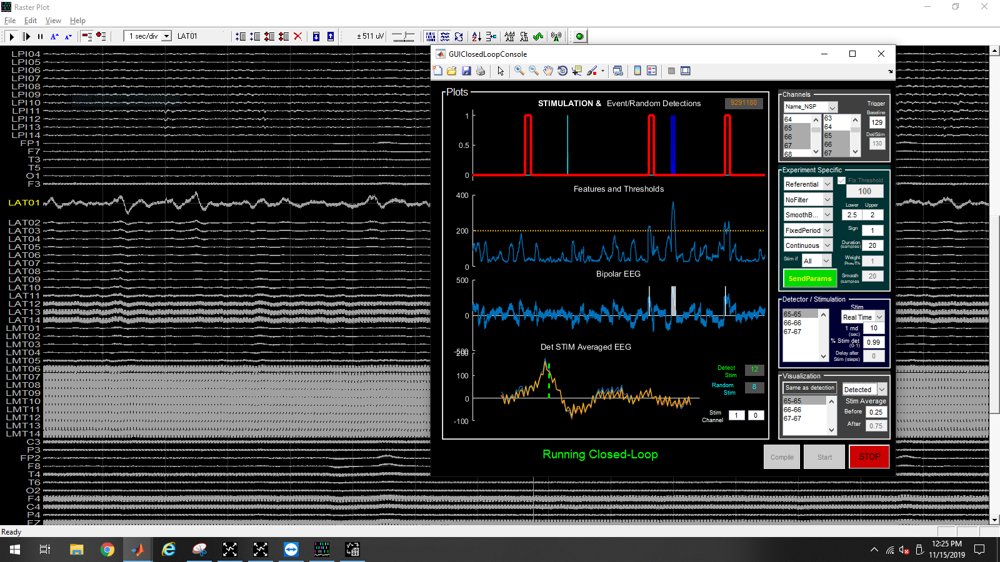 Raster Plot
File Edit View Help
1 sec/div LAT01 ± 511 uV Add All Clr All
LPI04
LPI05
LPI06
LPI07
LPI08
LPI09
LPI10
LPI11
LPI12
LPI13
LPI14
FP1
F7
T3
T5
O1
F3
LAT01
LAT02
LAT03
LAT04
LAT05
LAT06
LAT07
LAT08
LAT09
LAT10
LAT11
LAT12
LAT13
LAT14
LMT01
LMT02
LMT03
LMT04
LMT05
LMT06
LMT07
LMT08
LMT09
LMT10
LMT11
LMT12
LMT13
LMT14
C3
P3
FP2
F8
T4
T6
O2
F4
C4
P4
FZ
GUIClosedLoopConsole
Plots
STIMULATION & Event/Random Detections
9291180
1
0.5
0
Features and Thresholds
400
200
0
Bipolar EEG
500
0
-500
Det STIM Averaged EEG
200
100
0
-100
Detect Stim 12
Random Stim 8
Stim Channel 1 0
Running Closed-Loop
Channels
Name_NSP
Trigger
Baseline
129
Det/Stim
130
64
65
66
67
68
63
64
65
66
67
Experiment Specific
Referential
Fix Threshold
100
NoFilter
Lower Upper
SmoothB...
2.5 2
FixedPeriod
Sign 1
Continuous
Duration (samples) 20
Stim if All
Weight PrevTh 1
SendParams
Smooth (samples 20
Detector / Stimulation
65-65
66-66
67-67
Stim
Real Time
1 rnd (sec) 10
% Stim det (0-1) 0.99
Delay after Stim (steps) 0
Visualization
Same as detection
Detected
65-65
66-66
67-67
Stim Average
Before 0.25
After 0.75
Compile Start STOP
Ready
12:25 PM
11/15/2019